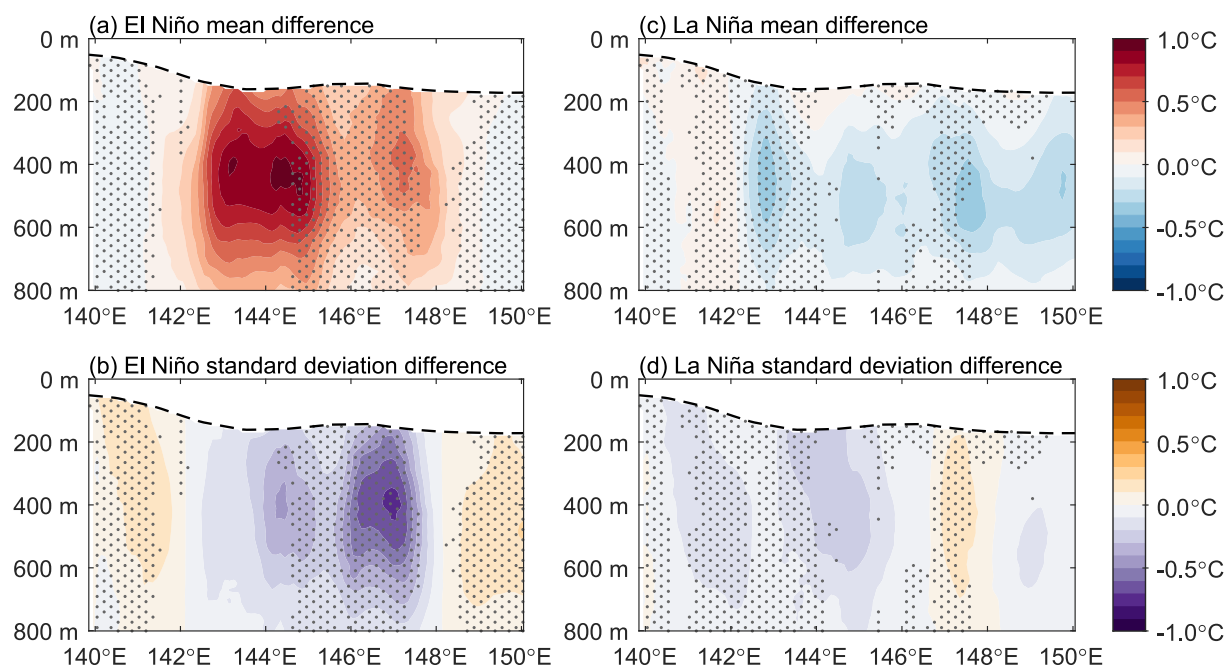 (a) El Niño mean difference
0 m
200 m
400 m
600 m
800 m
140°E 142°E 144°E 146°E 148°E 150°E
(c) La Niña mean difference
0 m
200 m
400 m
600 m
800 m
140°E 142°E 144°E 146°E 148°E 150°E
1.0°C
0.5°C
0.0°C
-0.5°C
-1.0°C
(b) El Niño standard deviation difference
0 m
200 m
400 m
600 m
800 m
140°E 142°E 144°E 146°E 148°E 150°E
(d) La Niña standard deviation difference
0 m
200 m
400 m
600 m
800 m
140°E 142°E 144°E 146°E 148°E 150°E
1.0°C
0.5°C
0.0°C
-0.5°C
-1.0°C